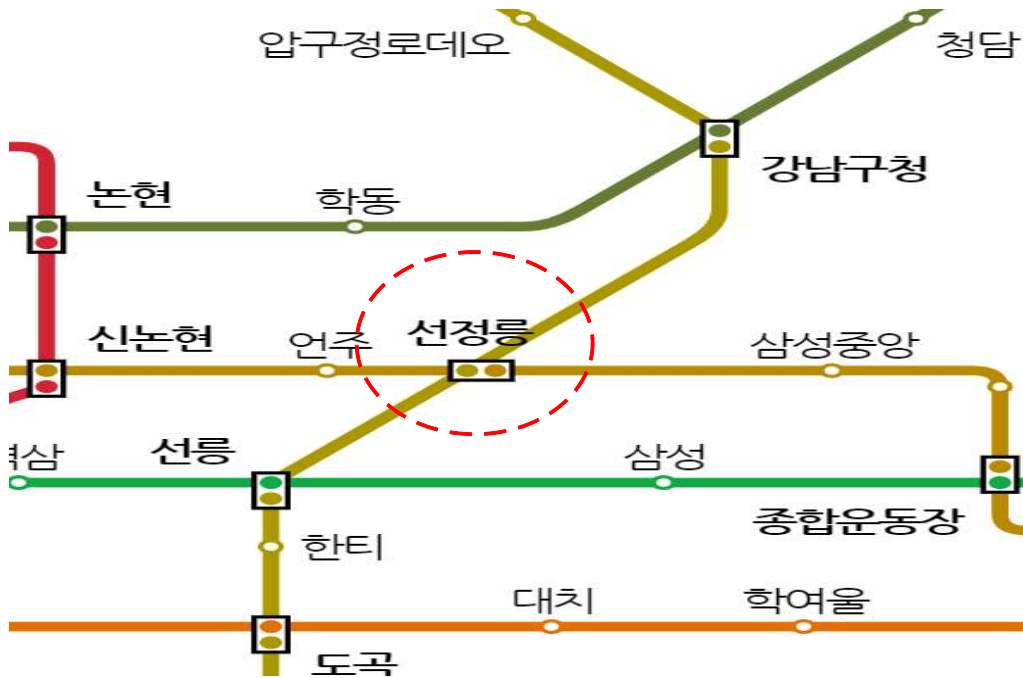 압구정로데오
청담
강남구청
논현
학동
신논현
언주
선정릉
삼성중앙
선릉
삼성
종합운동장
한티
대치
학여울
도곡